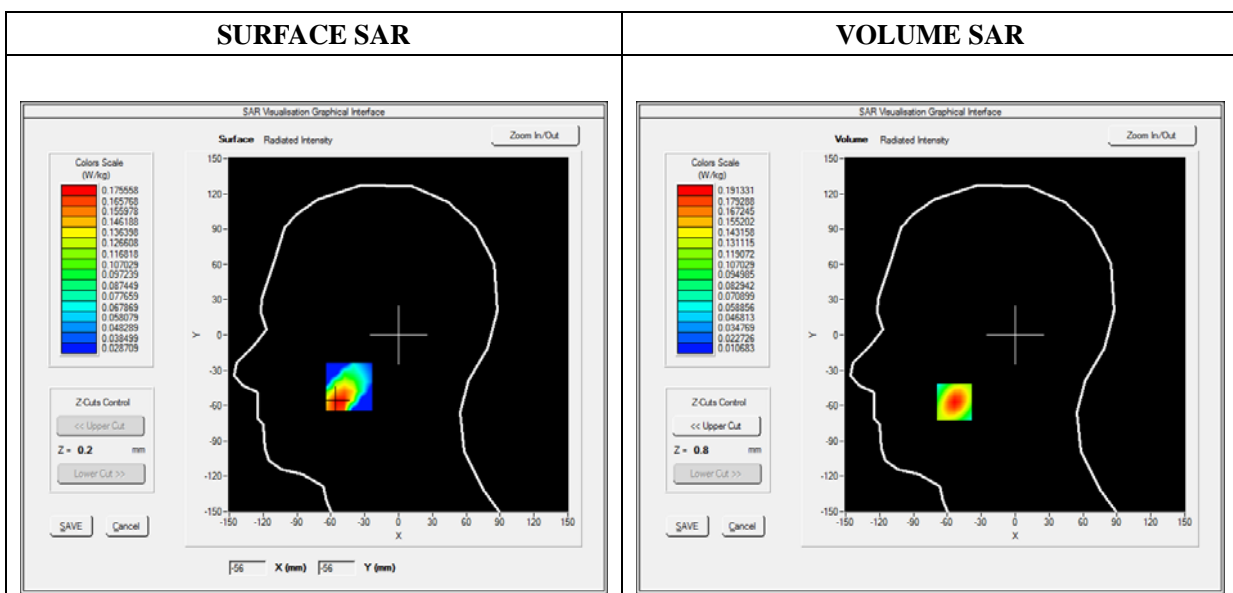 SURFACE SAR
VOLUME SAR
SAR Visualisation Graphical Interface
Surface Radiated Intensity
Zoom In/Out
Colors Scale
(W/kg)
0.175558
0.165768
0.155978
0.146188
0.136398
0.126608
0.116818
0.107029
0.097239
0.087449
0.077659
0.067869
0.058079
0.048289
0.038499
0.028709
150
120
90
60
30
0
-30
-60
-90
-120
-150
Y
-150 -120 -90 -60 -30 0 30 60 90 120 150
X
Z-Cuts Control
<< Upper Cut
Z = 0.2 mm
Lower Cut >>
SAVE Cancel
-56 X (mm) -56 Y (mm)
SAR Visualisation Graphical Interface
Volume Radiated Intensity
Zoom In/Out
Colors Scale
(W/kg)
0.191331
0.179288
0.167245
0.155202
0.143158
0.131115
0.119072
0.107029
0.094985
0.082942
0.070899
0.058856
0.046813
0.034769
0.022726
0.010683
150
120
90
60
30
0
-30
-60
-90
-120
-150
Y
-150 -120 -90 -60 -30 0 30 60 90 120 150
X
Z-Cuts Control
<< Upper Cut
Z = 0.8 mm
Lower Cut >>
SAVE Cancel